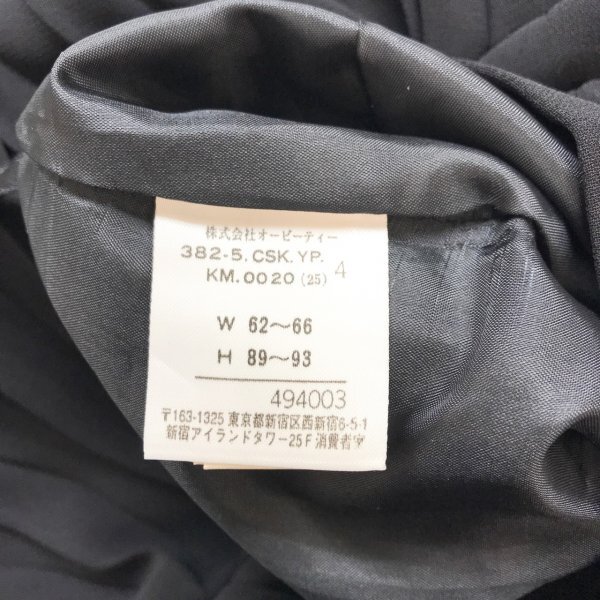 株式会社オービーティー
382-5.CSK.YP.
KM.0020 (25) 4
W 62～66
H 89～93
494003
〒163-1325 東京都新宿区西新宿6-5-1
新宿アイランドタワー25F 消費者室